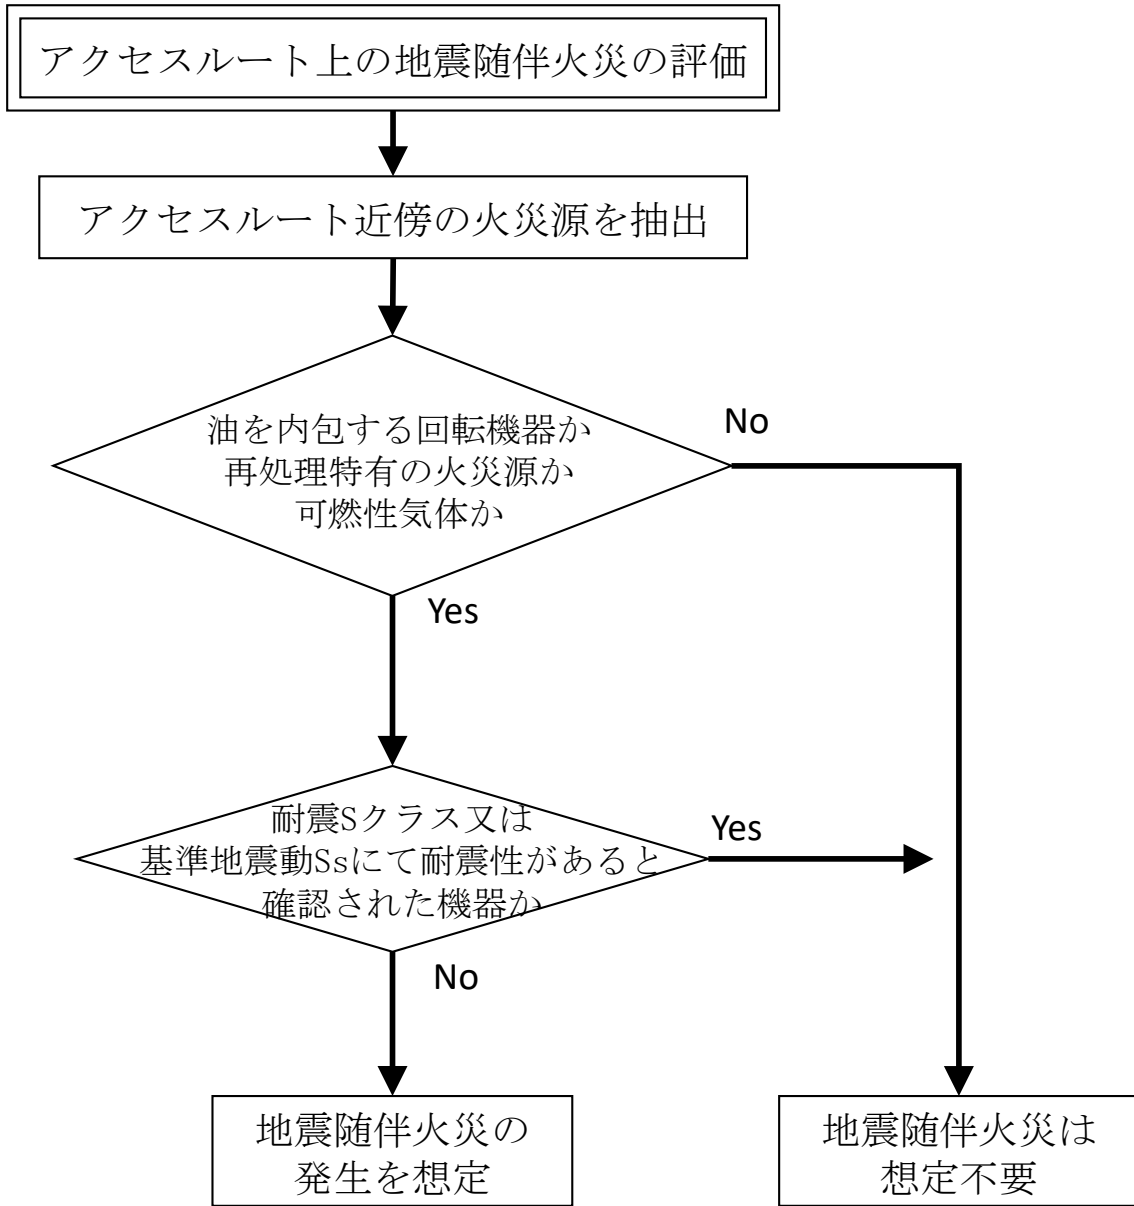 アクセスルート上の地震随伴火災の評価
アクセスルート近傍の火災源を抽出
油を内包する回転機器か
再処理特有の火災源か
可燃性気体か
No
Yes
耐震Sクラス又は
基準地震動Ssにて耐震性があると
確認された機器か
Yes
No
地震随伴火災の
発生を想定
地震随伴火災は
想定不要